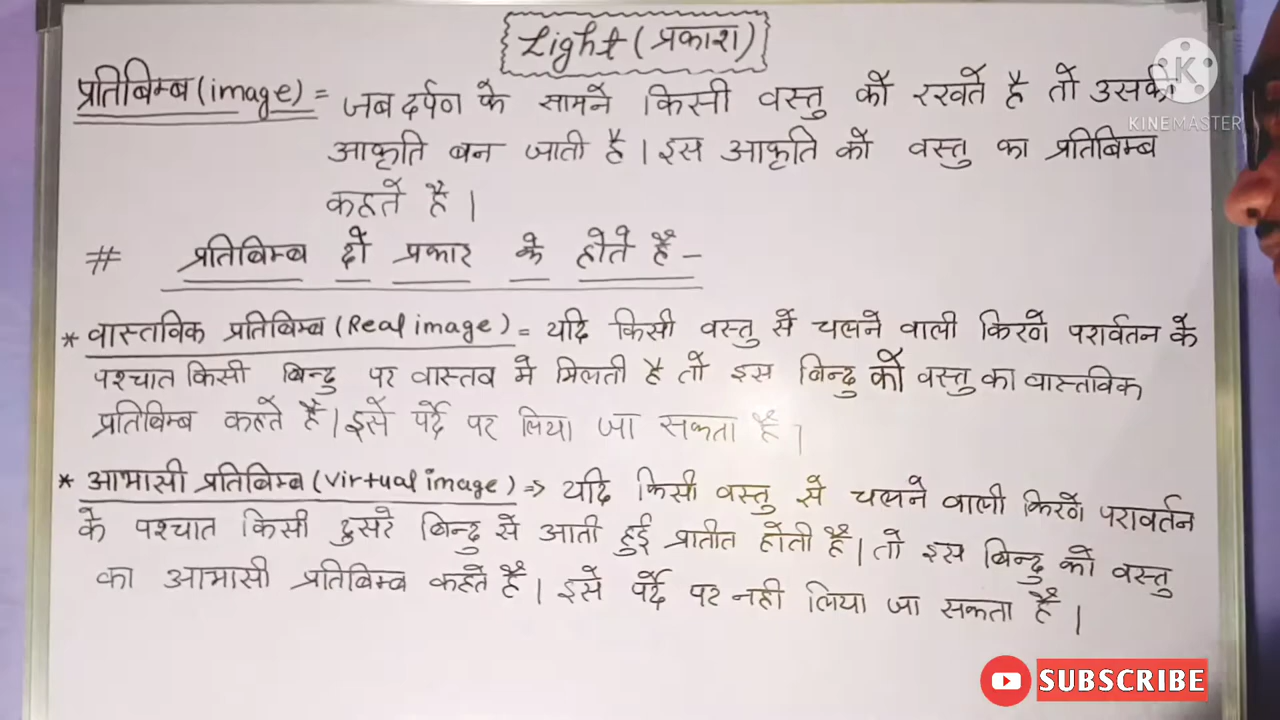 Light (प्रकाश)
प्रतिबिम्ब (image) = जब दर्पण के सामने किसी वस्तु को रखते है तो उसकी
आकृति बन जाती है। इस आकृति को वस्तु का प्रतिबिम्ब
कहते है।
# प्रतिबिम्ब दो प्रकार के होते है -
* वास्तविक प्रतिबिम्ब (Real image) = यदि किसी वस्तु से चलने वाली किरणे परार्वतन के
पश्चात किसी बिन्दु पर वास्तव मे मिलती है तो इस बिन्दु को वस्तु का वास्तविक
प्रतिबिम्ब कहते है। इसे पर्दे पर लिया जा सकता है।
* आभासी प्रतिबिम्ब (Virtual image) => यदि किसी वस्तु से चलने वाली किरणे परावर्तन
के पश्चात किसी दुसरे बिन्दु से आती हुई प्रातीत होती है। तो इस बिन्दु को वस्तु
का आभासी प्रतिबिम्ब कहते है। इसे पर्दे पर नही लिया जा सकता है।
K
KINEMASTER
SUBSCRIBE